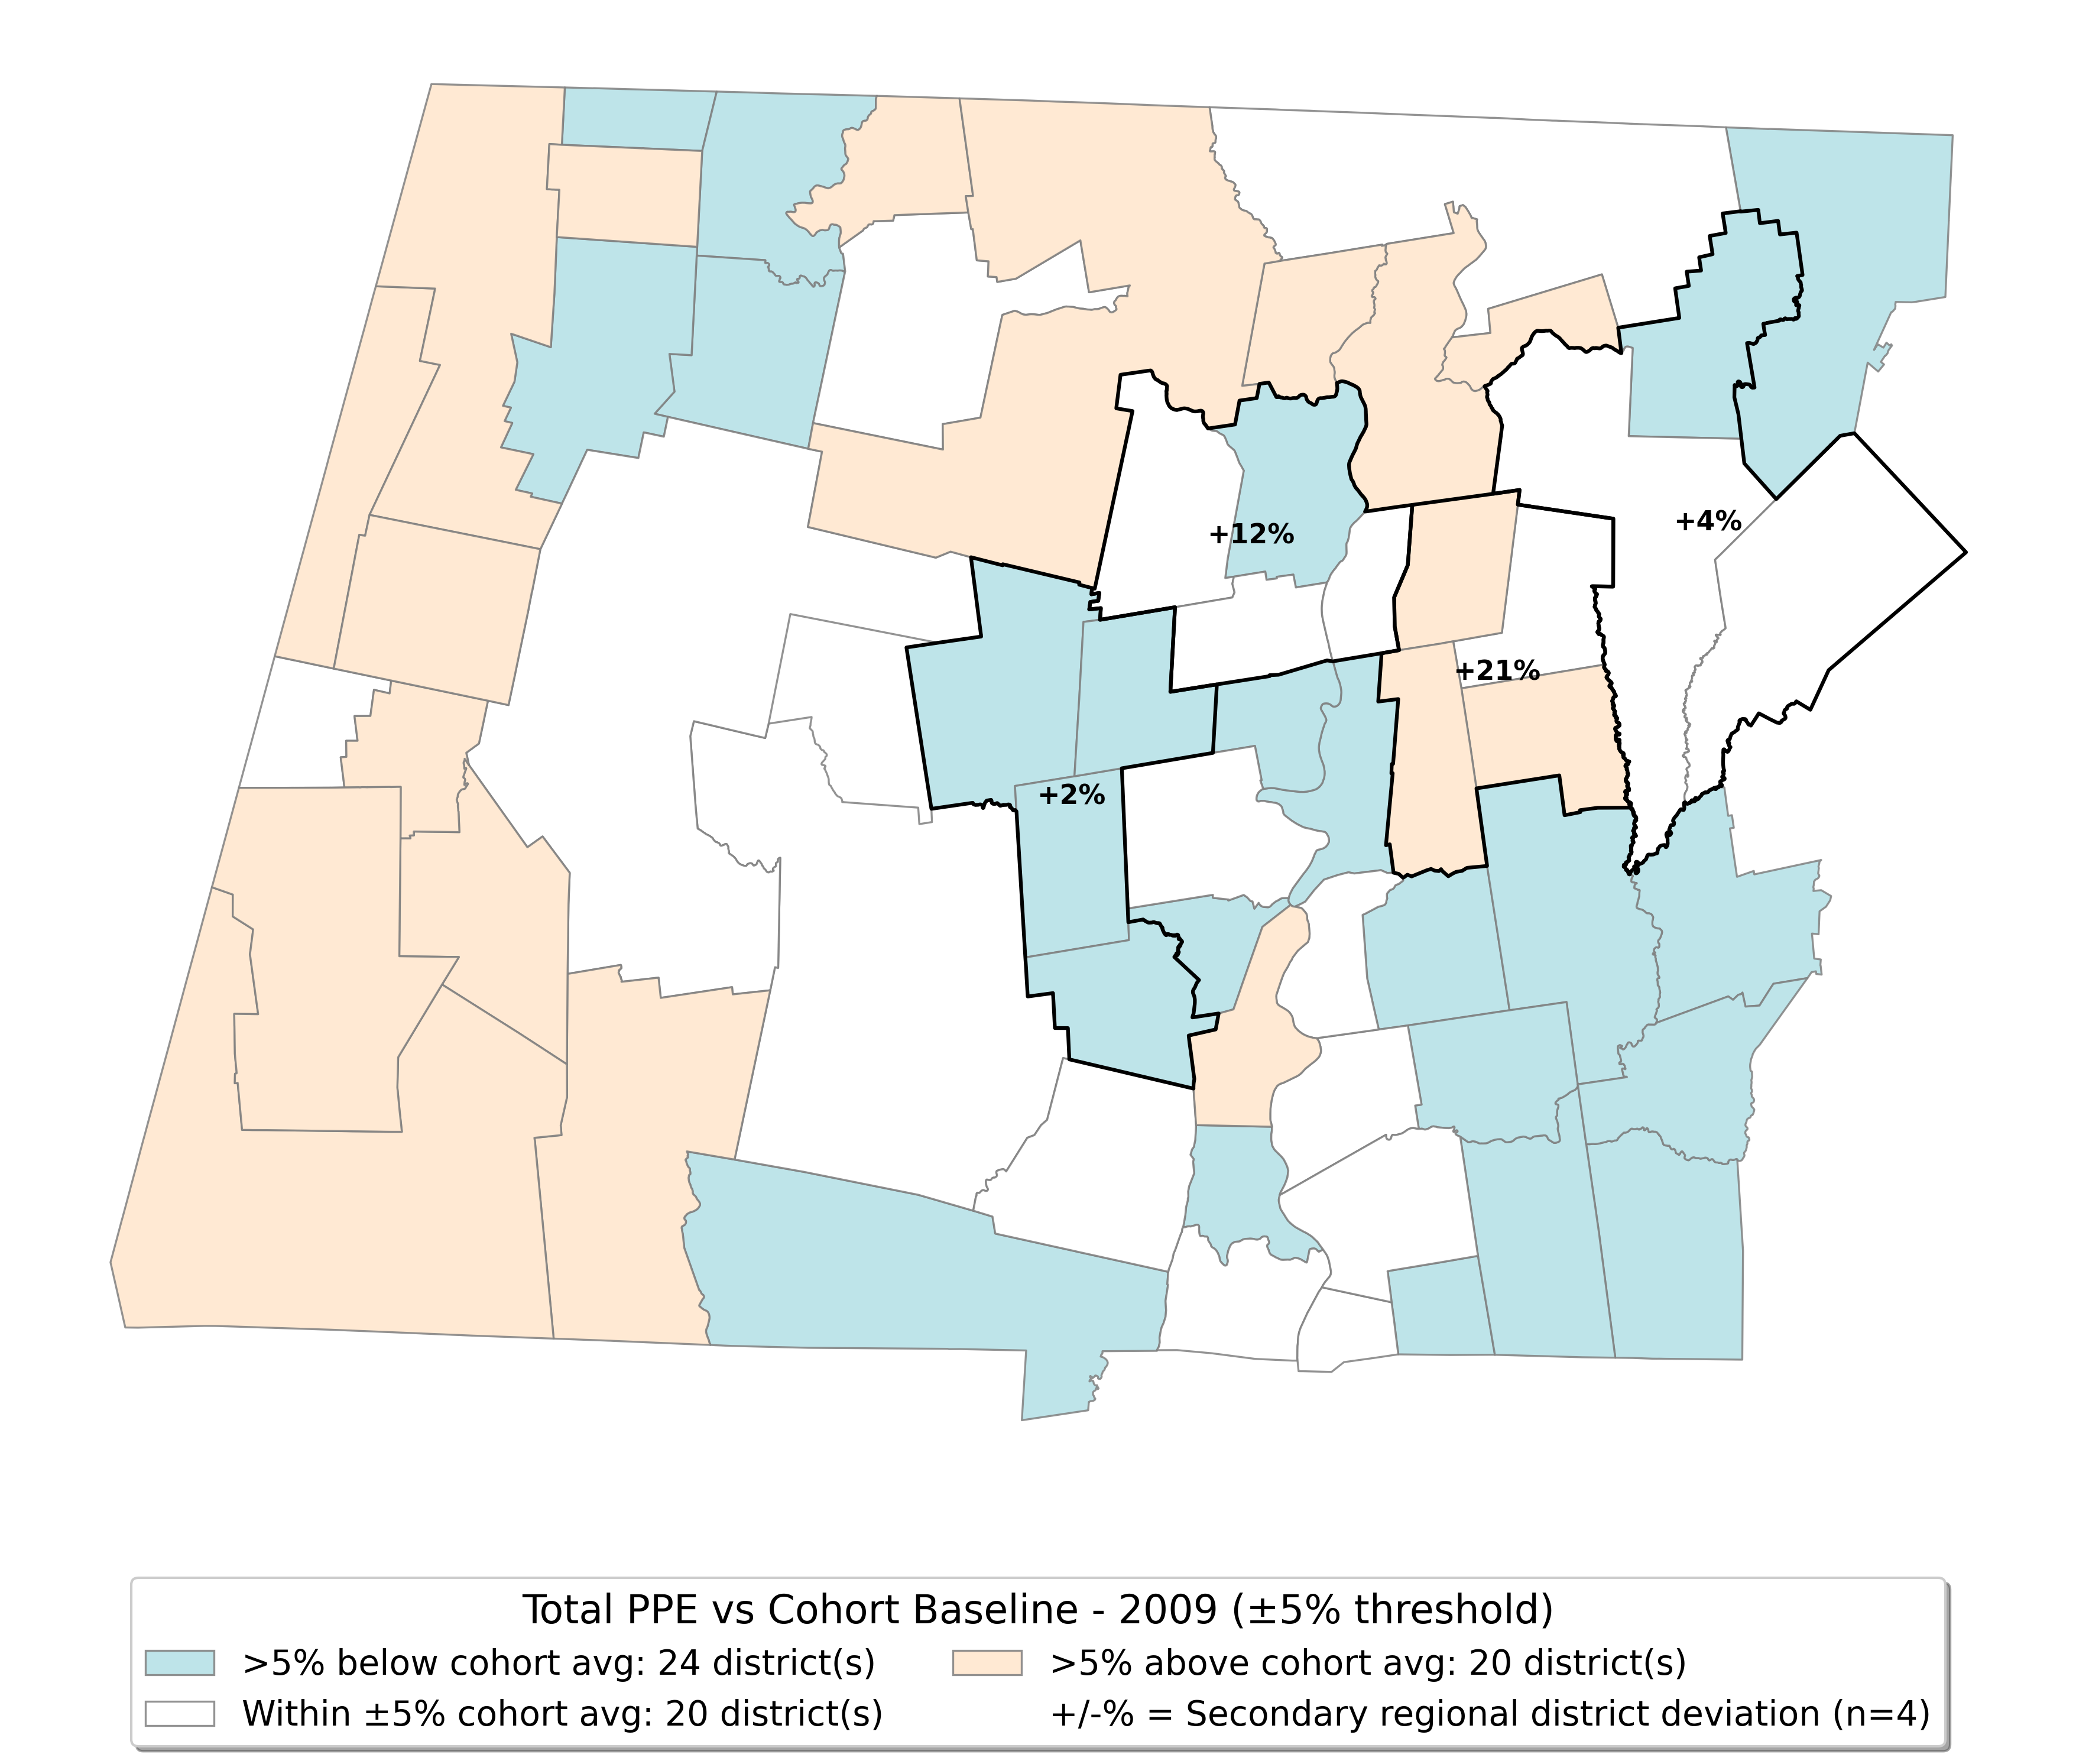 +4%
+12%
+21%
+2%
Total PPE vs Cohort Baseline - 2009 (±5% threshold)
>5% below cohort avg: 24 district(s)
>5% above cohort avg: 20 district(s)
Within ±5% cohort avg: 20 district(s)
+/-% = Secondary regional district deviation (n=4)